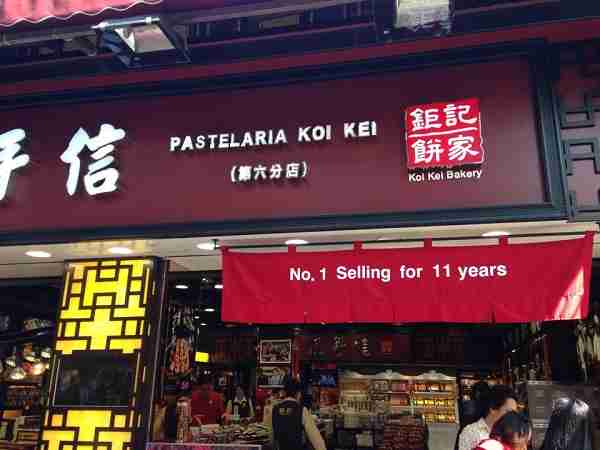 手信
PASTELARIA KOI KEI
(第六分店)
鉅記
餅家
Koi Kei Bakery
No. 1 Selling for 11 years